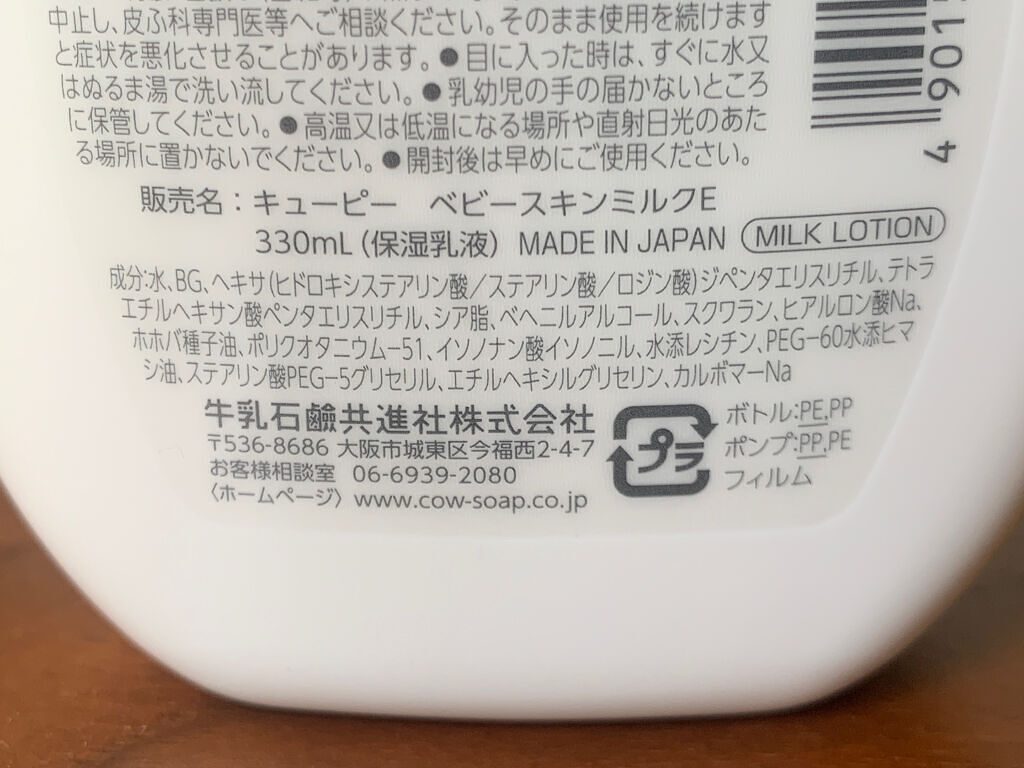 中止し、皮ふ科専門医等へご相談ください。そのまま使用を続けます
と症状を悪化させることがあります。●目に入った時は、すぐに水又
はぬるま湯で洗い流してください。●乳幼児の手の届かないところ
に保管してください。●高温又は低温になる場所や直射日光のあた
る場所に置かないでください。●開封後は早めにご使用ください。
販売名：キューピー　ベビースキンミルクE
330mL（保湿乳液）MADE IN JAPAN MILK LOTION
成分:水、BG、ヘキサ(ヒドロキシステアリン酸／ステアリン酸／ロジン酸)ジペンタエリスリチル、テトラ
エチルヘキサン酸ペンタエリスリチル、シア脂、ベヘニルアルコール、スクワラン、ヒアルロン酸Na、
ホホバ種子油、ポリクオタニウム－51、イソノナン酸イソノニル、水添レシチン、PEG－60水添ヒマ
シ油、ステアリン酸PEG－5グリセリル、エチルヘキシルグリセリン、カルボマーNa
牛乳石鹼共進社株式会社
〒536-8686 大阪市城東区今福西2-4-7
お客様相談室 06-6939-2080
〈ホームページ〉www.cow-soap.co.jp
プラ
ボトル:PE,PP
ポンプ:PP,PE
フィルム
4 9015